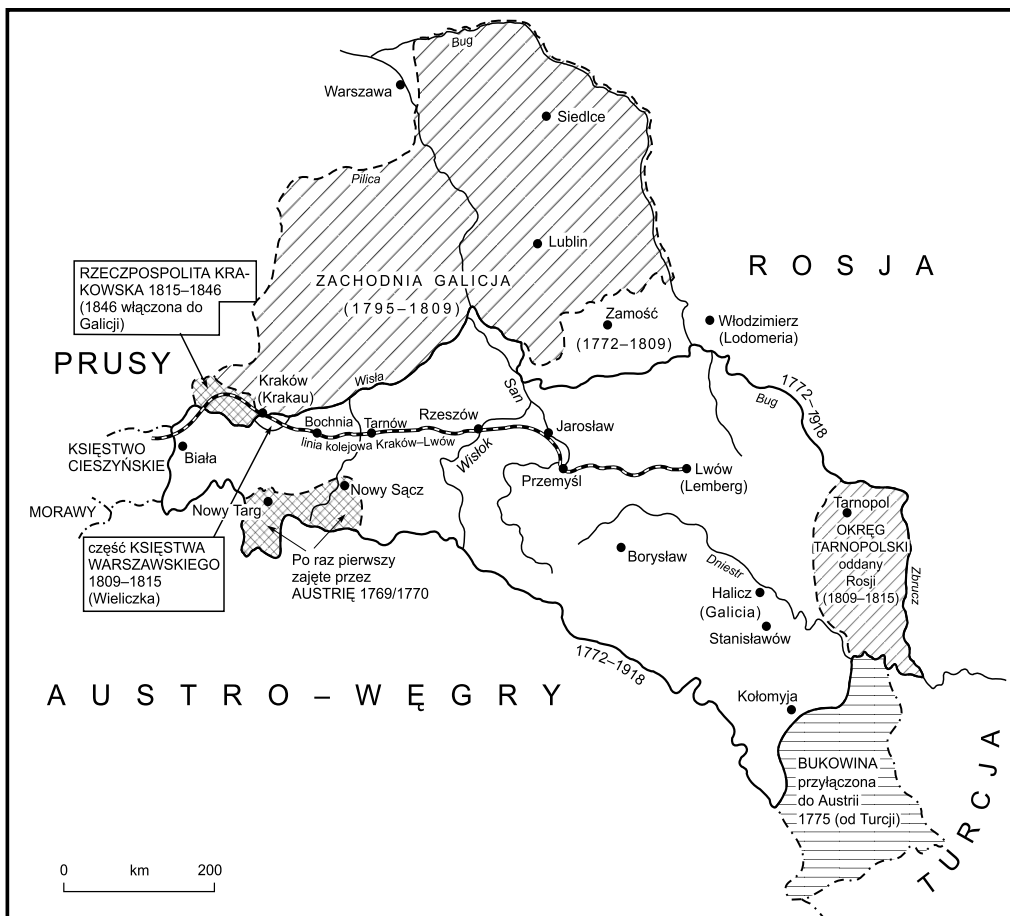 Bug
Warszawa
Siedlce
Pilica
Lublin
RZECZPOSPOLITA KRA-
KOWSKA 1815–1846
(1846 włączona do
Galicji)
ZACHODNIA GALICJA
(1795–1809)
ROSJA
Zamość
(1772–1809)
Włodzimierz
(Lodomeria)
PRUSY
Kraków
(Krakau)
Wisła
San
1772–1918
Bug
Bochnia
Tarnów
Rzeszów
Jarosław
linia kolejowa Kraków–Lwów
Wisłok
KSIĘSTWO
CIESZYŃSKIE
Biała
Przemyśl
Lwów
(Lemberg)
MORAWY
Nowy Targ
Nowy Sącz
Tarnopol
OKRĘG
TARNOPOLSKI
oddany
Rosji
(1809–1815)
Zbrucz
część KSIĘSTWA
WARSZAWSKIEGO
1809–1815
(Wieliczka)
Po raz pierwszy
zajęte przez
AUSTRIĘ 1769/1770
Borysław
Dniestr
Halicz
(Galicia)
Stanisławów
1772–1918
AUSTRO–WĘGRY
Kołomyja
BUKOWINA
przyłączona
do Austrii
1775 (od Turcji)
TURCJA
0 km 200